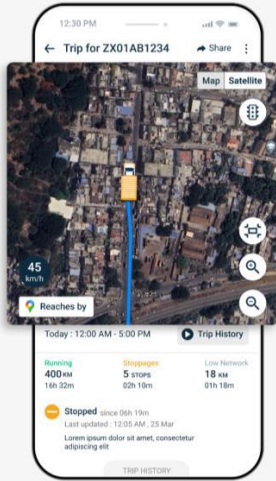 12:30 PM
← Trip for ZX01AB1234 Share
Map Satellite
45
km/h
Reaches by
Today : 12:00 AM - 5:00 PM Trip History
Running Stoppages Low Network
400 KM 5 STOPS 18 KM
16h 32m 02h 10m 01h 18m
Stopped since 06h 19m
Last updated : 12:05 AM , 25 Mar
Lorem ipsum dolor sit amet, consectetur
adipiscing elit
TRIP HISTORY